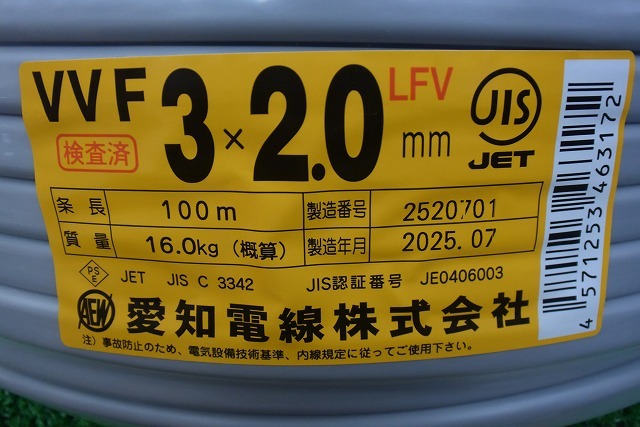 VVF 3×2.0 mm LFV
検査済
JIS
JET
条長 100m 製造番号 2520701
質量 16.0kg (概算) 製造年月 2025.07
PS E JET JIS C 3342 JIS認証番号 JE0406003
AEW 愛知電線株式会社
注）事故防止のため、電気設備技術基準、内線規定に従ってご使用下さい。
4 571253 463172